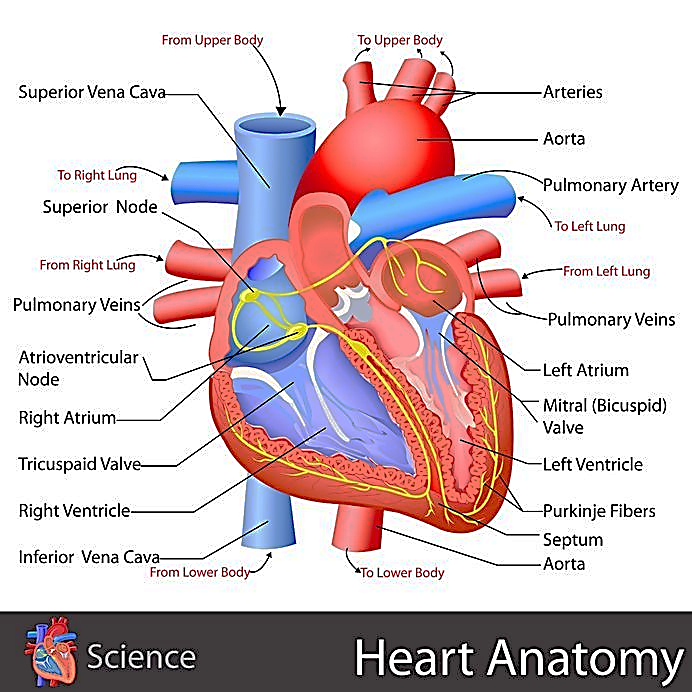 From Upper Body
To Upper Body
Superior Vena Cava
Arteries
Aorta
To Right Lung
Pulmonary Artery
Superior Node
To Left Lung
From Right Lung
From Left Lung
Pulmonary Veins
Pulmonary Veins
Atrioventricular
Node
Left Atrium
Right Atrium
Mitral (Bicuspid)
Valve
Tricuspaid Valve
Left Ventricle
Right Ventricle
Purkinje Fibers
Septum
Inferior Vena Cava
Aorta
From Lower Body
To Lower Body
Science
Heart Anatomy